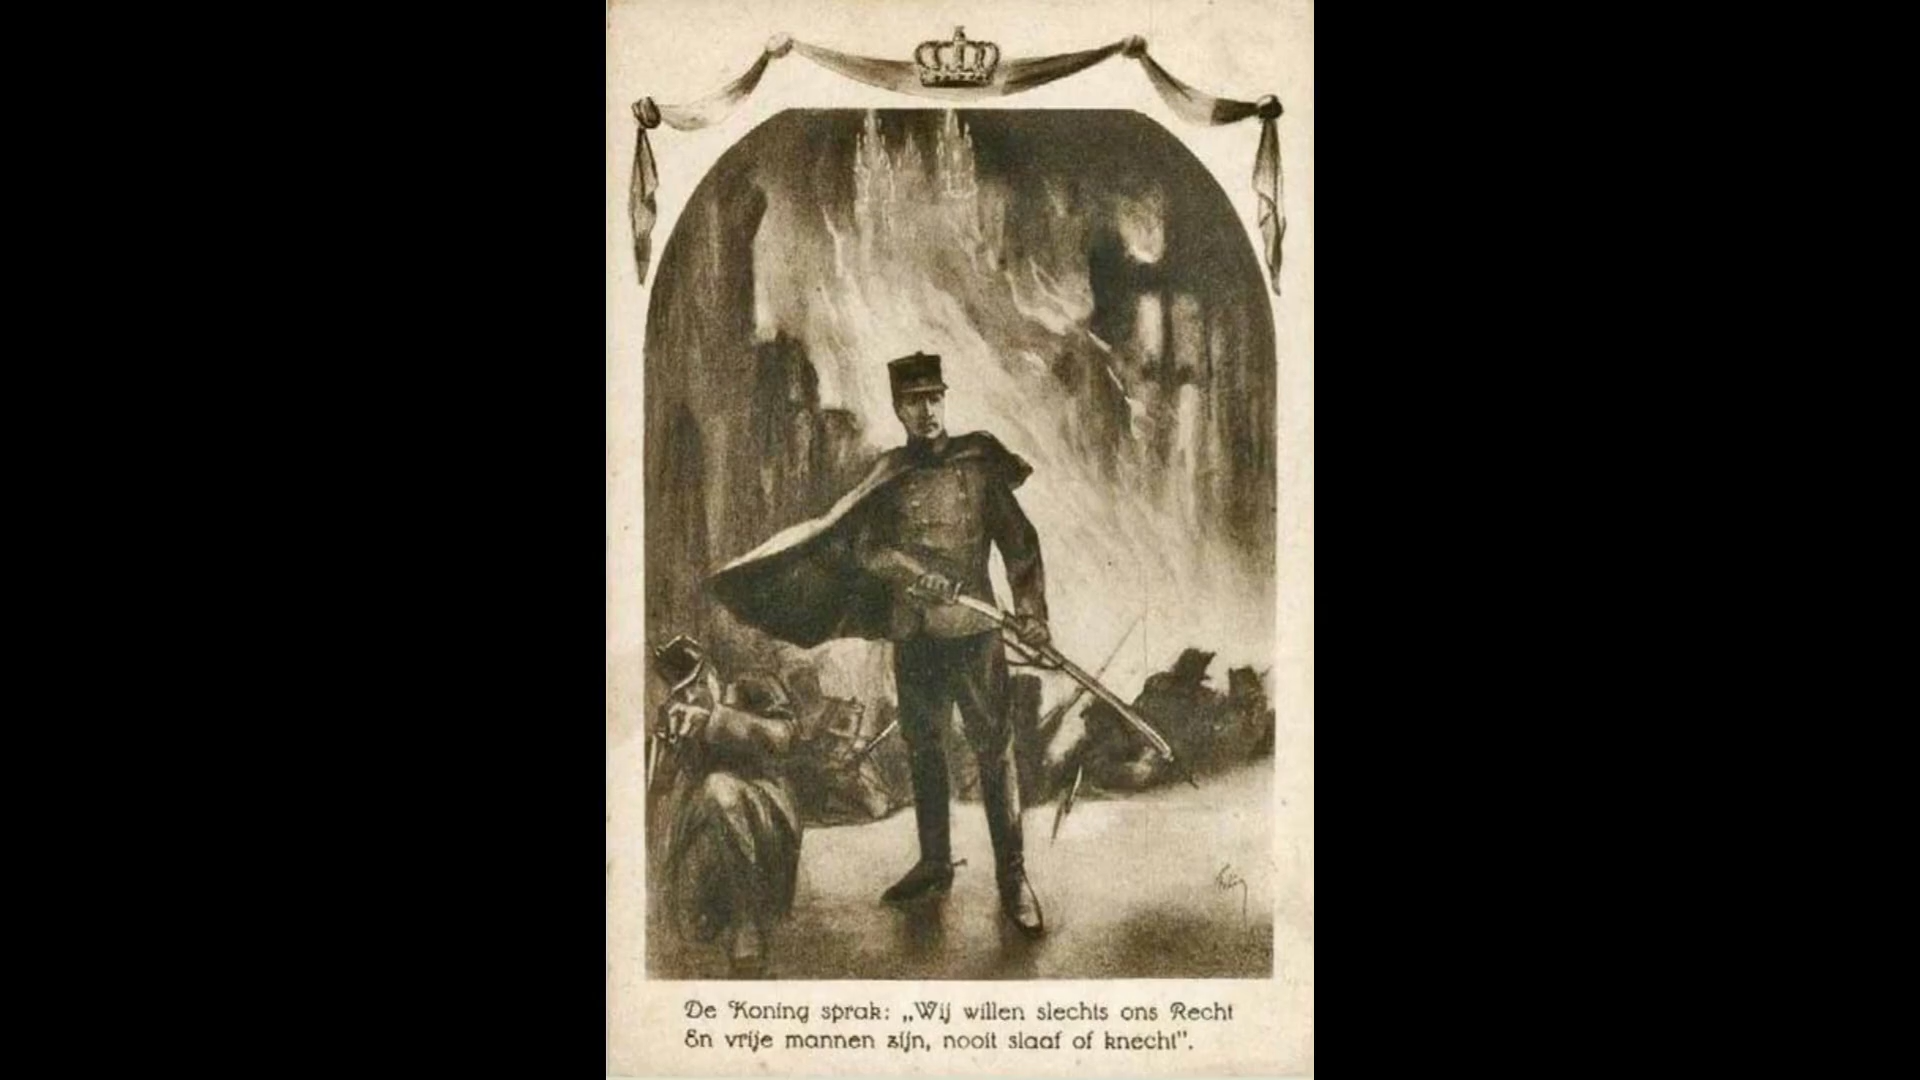 De Koning sprak: „Wij willen slechts ons Recht
En vrije mannen zijn, nooit slaaf of knecht”.